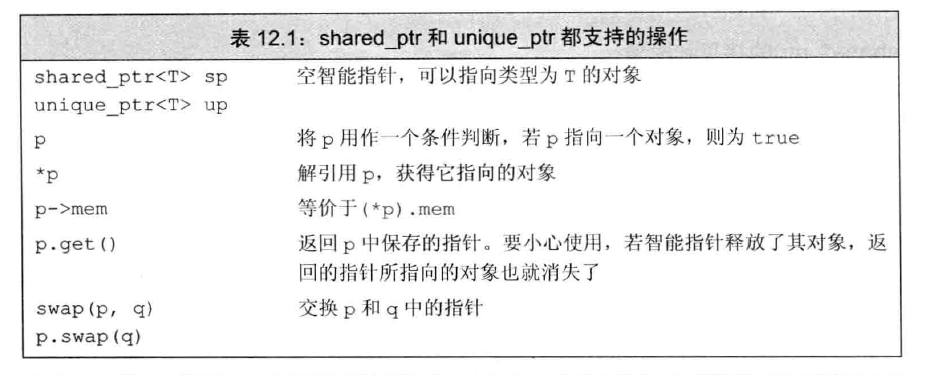 表 12.1：shared_ptr 和 unique_ptr 都支持的操作
shared_ptr<T> sp 空智能指针，可以指向类型为 T 的对象
unique_ptr<T> up
p 将 p 用作一个条件判断，若 p 指向一个对象，则为 true
*p 解引用 p，获得它指向的对象
p->mem 等价于(*p).mem
p.get() 返回 p 中保存的指针。要小心使用，若智能指针释放了其对象，返
回的指针所指向的对象也就消失了
swap(p, q) 交换 p 和 q 中的指针
p.swap(q)